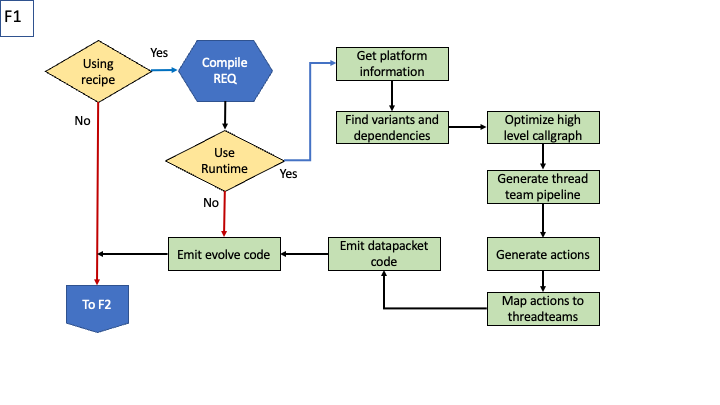 F1
Using
recipe
Yes
Compile
REQ
Get platform
information
No
Find variants and
dependencies
Optimize high
level callgraph
Use
Runtime
Yes
Generate thread
team pipeline
No
Emit evolve code
Emit datapacket
code
Generate actions
To F2
Map actions to
threadteams